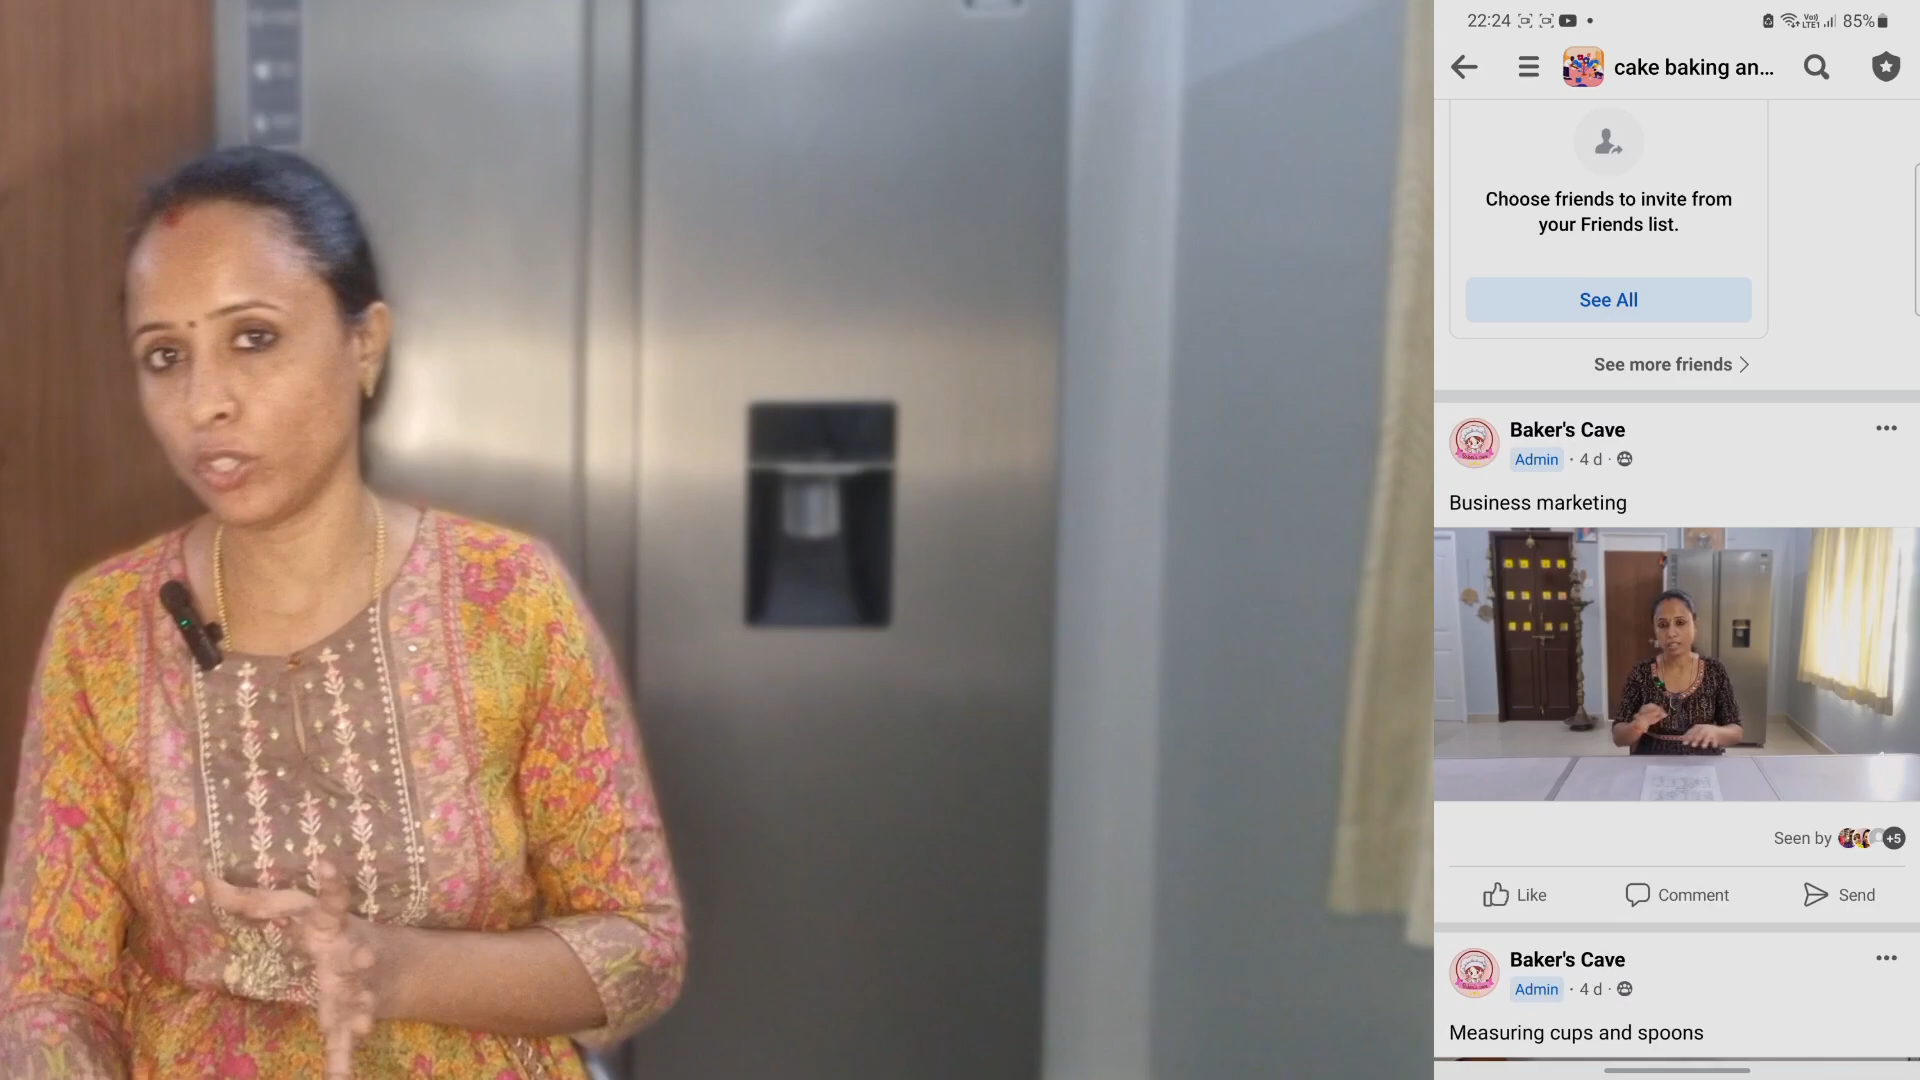 22:24
Vo)) LTE1 85%
cake baking an...
Choose friends to invite from
your Friends list.
See All
See more friends
Baker's Cave
Admin · 4 d ·
Business marketing
Seen by +5
Like Comment Send
Baker's Cave
Admin · 4 d ·
Measuring cups and spoons